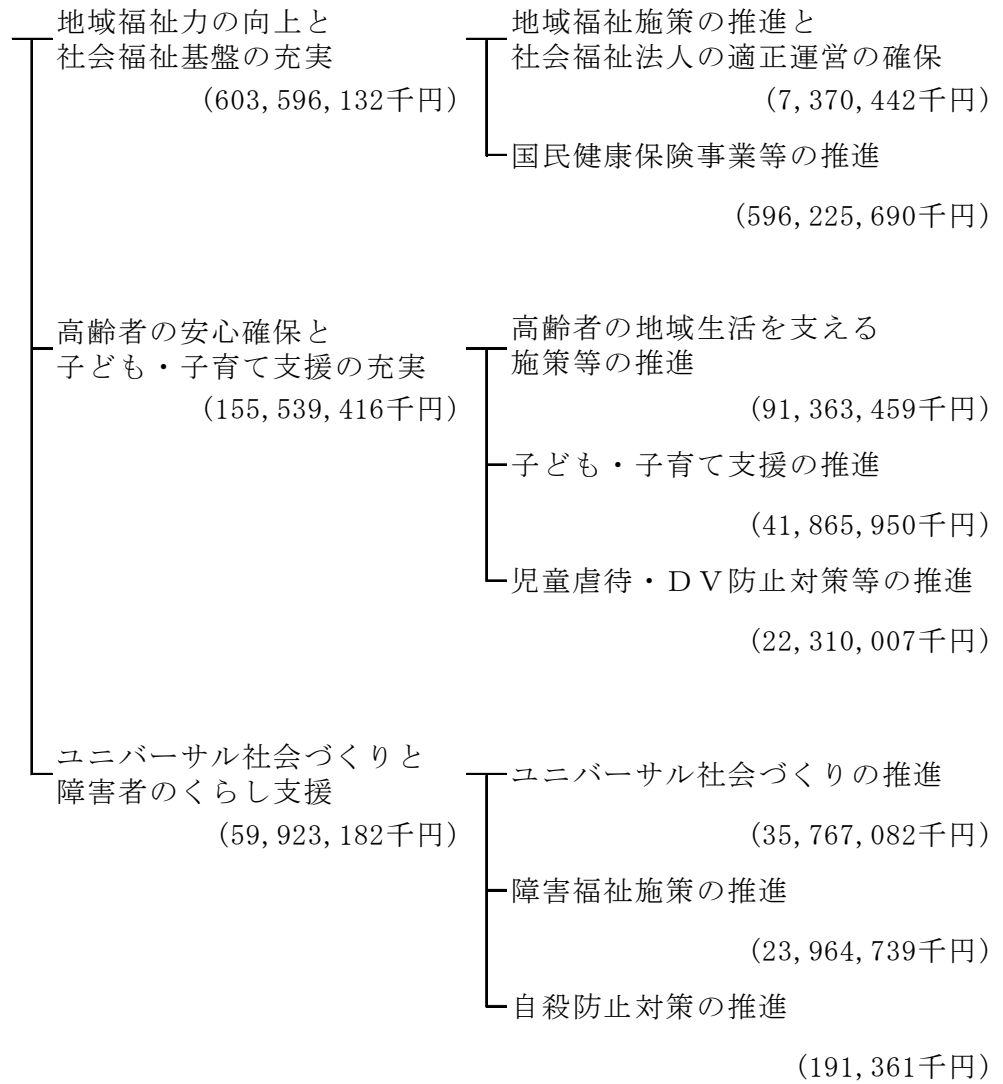 地域福祉力の向上と
社会福祉基盤の充実
(603,596,132千円)
地域福祉施策の推進と
社会福祉法人の適正運営の確保
(7,370,442千円)
国民健康保険事業等の推進
(596,225,690千円)
高齢者の安心確保と
子ども・子育て支援の充実
(155,539,416千円)
高齢者の地域生活を支える
施策等の推進
(91,363,459千円)
子ども・子育て支援の推進
(41,865,950千円)
児童虐待・ＤＶ防止対策等の推進
(22,310,007千円)
ユニバーサル社会づくりと
障害者のくらし支援
(59,923,182千円)
ユニバーサル社会づくりの推進
(35,767,082千円)
障害福祉施策の推進
(23,964,739千円)
自殺防止対策の推進
(191,361千円)